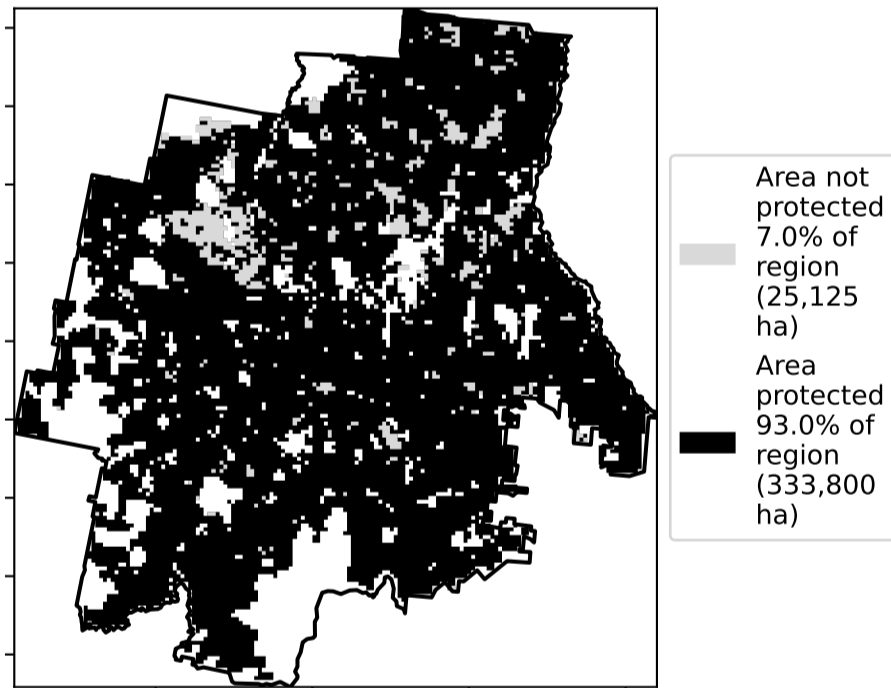 Area not
protected
7.0% of
region
(25,125
ha)
Area
protected
93.0% of
region
(333,800
ha)